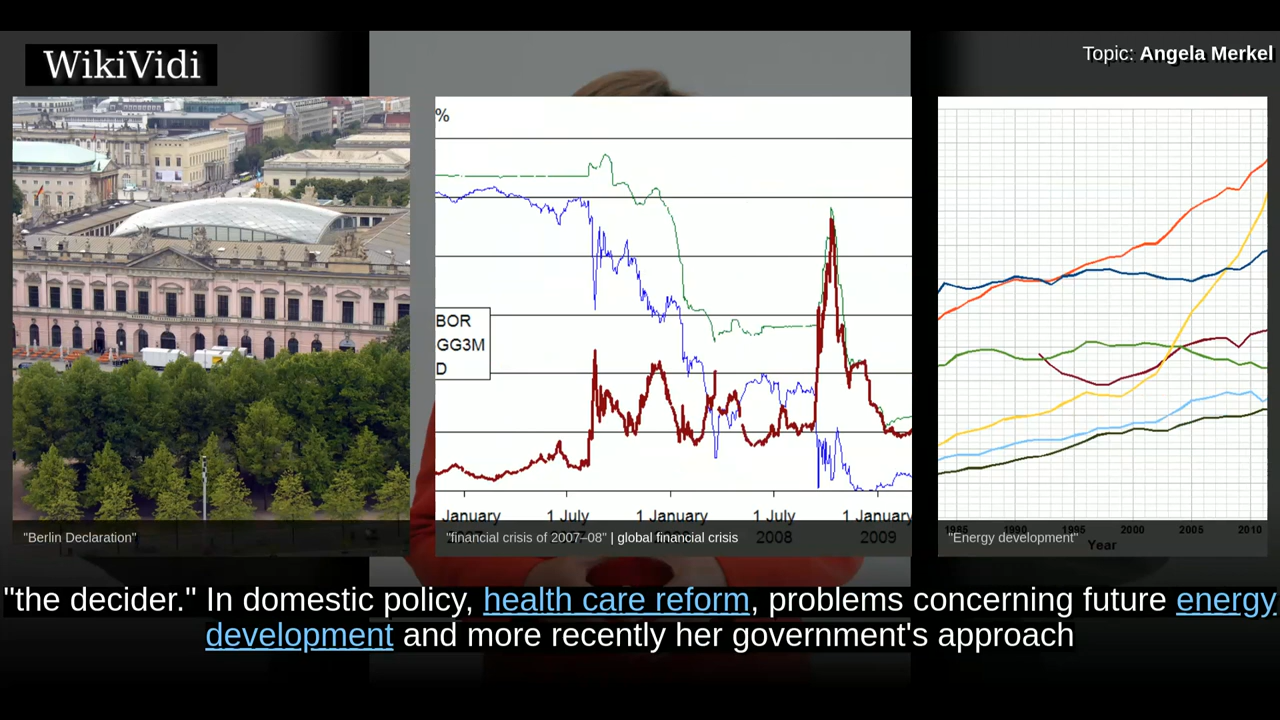 WikiVidi
Topic: Angela Merkel
%
BOR
GG3M
D
January
1 July
1 January
1 July
1 January
2008
2009
1985
1990
1995
2000
2005
2010
Year
"Berlin Declaration"
"financial crisis of 2007–08" | global financial crisis
"Energy development"
"the decider." In domestic policy, health care reform, problems concerning future energy
development and more recently her government's approach